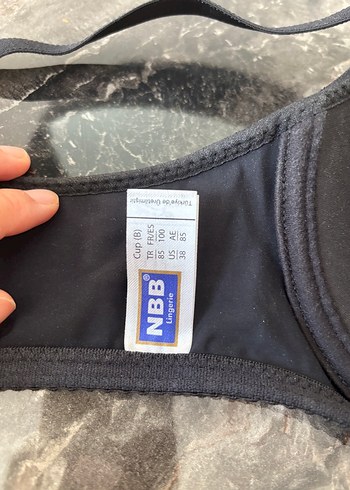 NBB
Lingerie
Cup (B)
TR FR/ES
85 100
US AE
38 85
Türkiye'de Üretilmiştir